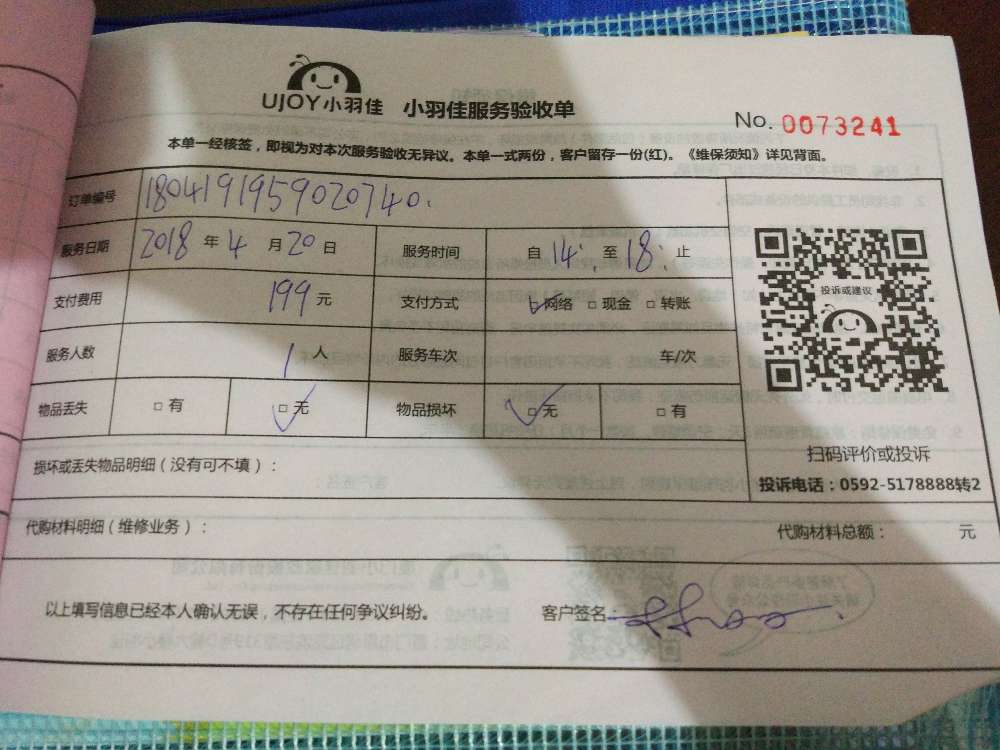 UJOY小羽佳 小羽佳服务验收单
No. 0073241
本单一经核签，即视为对本次服务验收无异议。本单一式两份，客户留存一份(红)。《维保须知》详见背面。
订单编号 1804191959020740.
服务日期 2018 年 4 月 20 日 服务时间 自 14: 至 18: 止
支付费用 199 元 支付方式 ☑网络 □现金 □转账
服务人数 1 人 服务车次 车/次
物品丢失 □有 ☑无 物品损坏 ☑无 □有
投诉或建议
扫码评价或投诉
投诉电话：0592-5178888转2
损坏或丢失物品明细（没有可不填）：
代购材料明细（维修业务）： 代购材料总额： 元
以上填写信息已经本人确认无误，不存在任何争议纠纷。 客户签名：